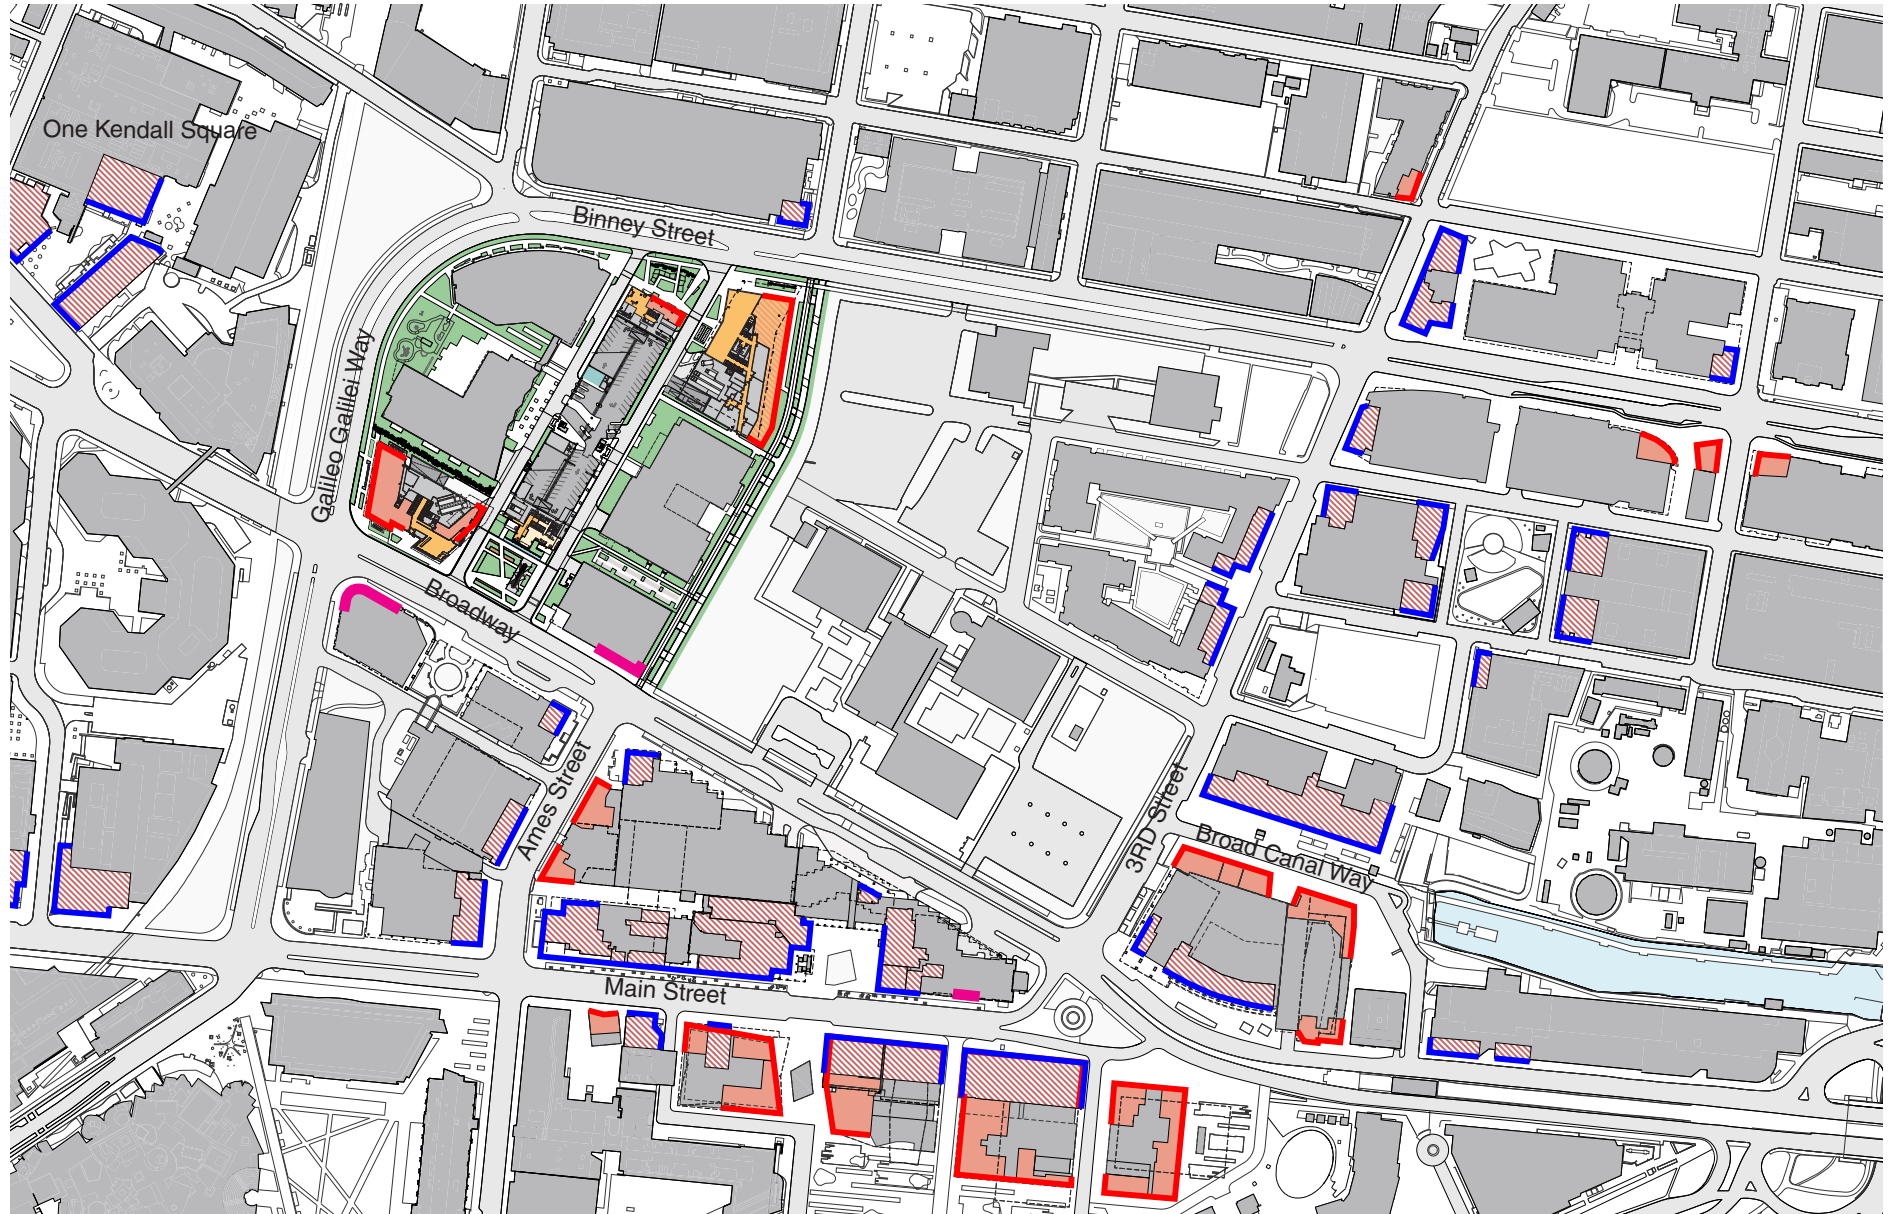 One Kendall Square
Binney Street
Galileo Galilei Way
Broadway
Ames Street
3RD Street
Broad Canal Way
Main Street